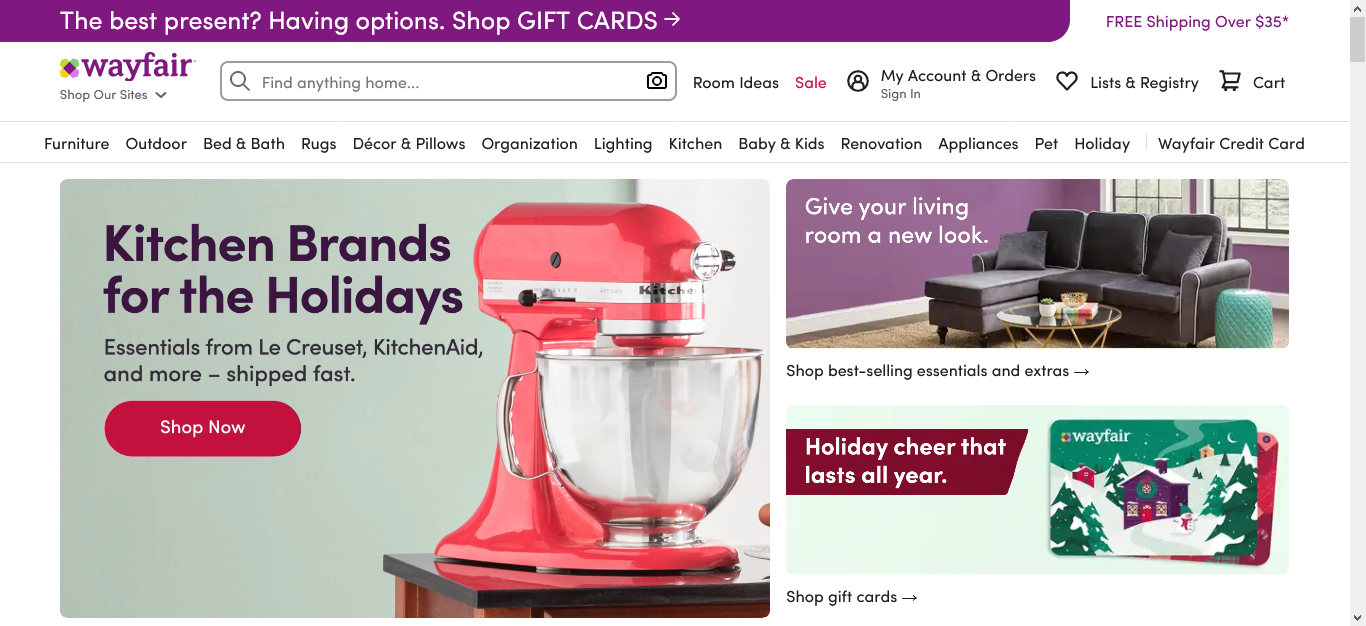 The best present? Having options. Shop GIFT CARDS →
FREE Shipping Over $35*
wayfair
Shop Our Sites
Find anything home...
Room Ideas
Sale
My Account & Orders
Sign In
Lists & Registry
Cart
Furniture
Outdoor
Bed & Bath
Rugs
Décor & Pillows
Organization
Lighting
Kitchen
Baby & Kids
Renovation
Appliances
Pet
Holiday
Wayfair Credit Card
Kitchen Brands
for the Holidays
Essentials from Le Creuset, KitchenAid,
and more – shipped fast.
Shop Now
Give your living
room a new look.
Shop best-selling essentials and extras →
Holiday cheer that
lasts all year.
wayfair
Shop gift cards →